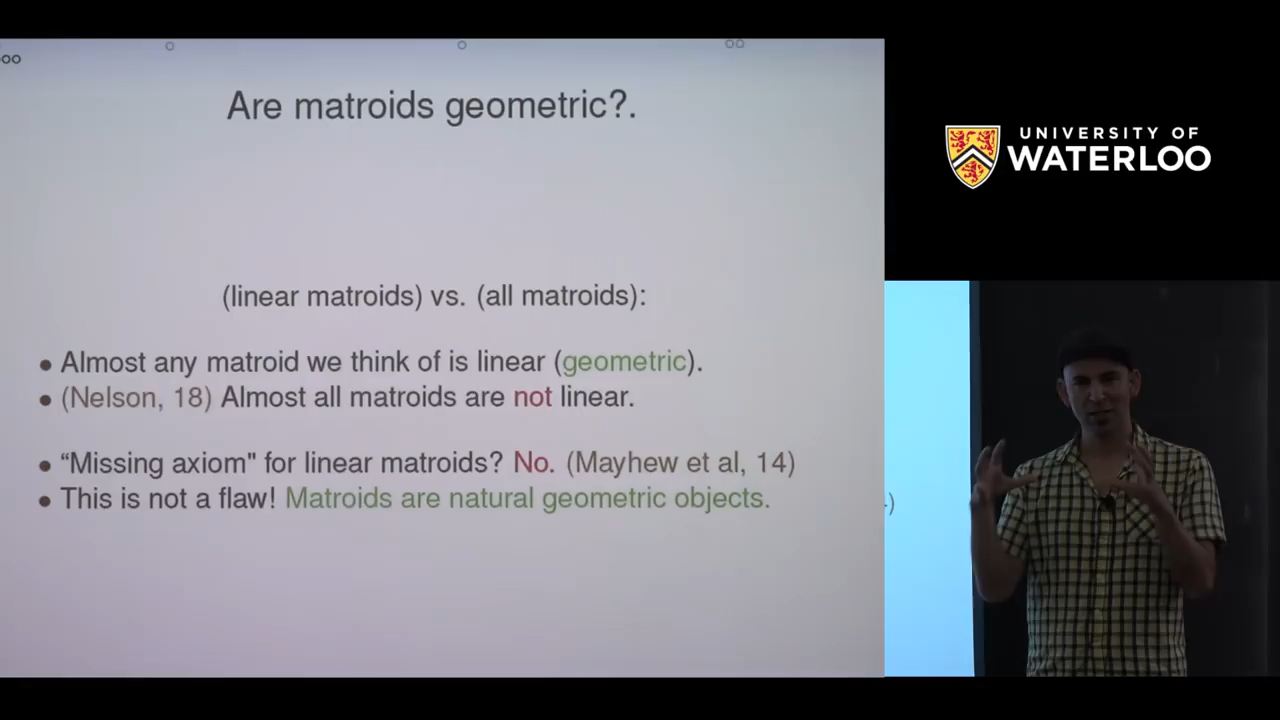 Are matroids geometric?.
UNIVERSITY OF
WATERLOO
(linear matroids) vs. (all matroids):
• Almost any matroid we think of is linear (geometric).
• (Nelson, 18) Almost all matroids are not linear.
• “Missing axiom" for linear matroids? No. (Mayhew et al, 14)
• This is not a flaw! Matroids are natural geometric objects.